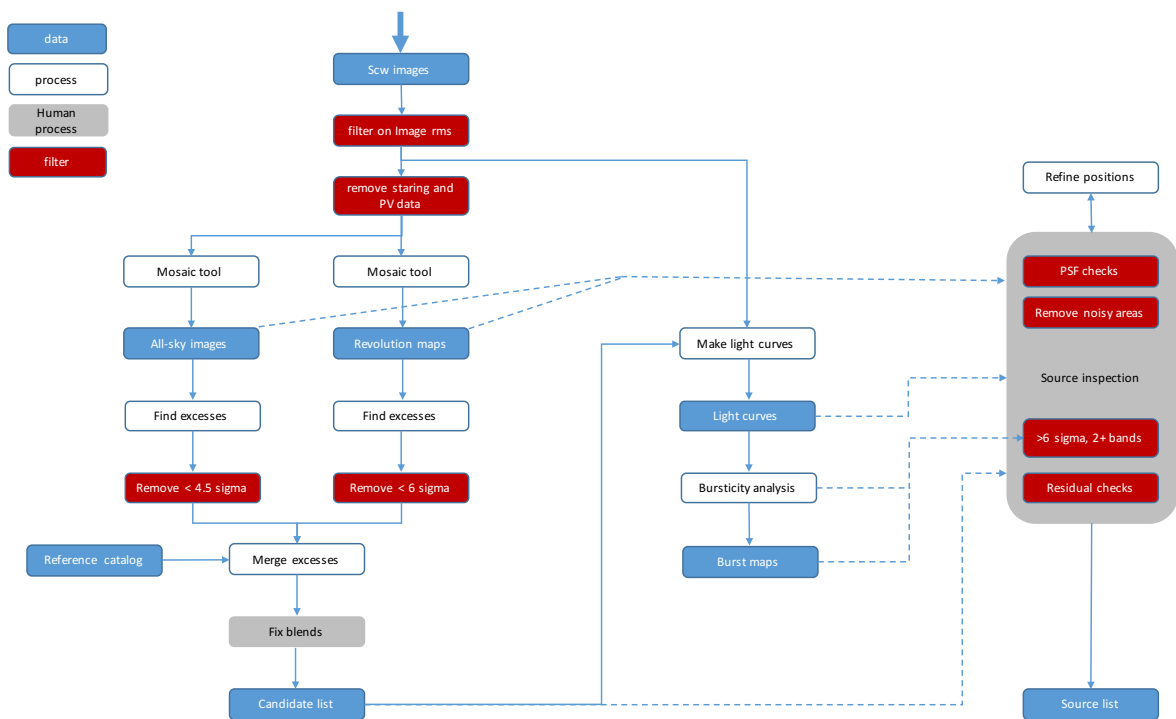 data
process
Human
process
filter
Scw images
filter on Image rms
remove staring and
PV data
Mosaic tool
Mosaic tool
All-sky images
Revolution maps
Find excesses
Find excesses
Remove < 4.5 sigma
Remove < 6 sigma
Reference catalog
Merge excesses
Fix blends
Candidate list
Make light curves
Light curves
Bursticity analysis
Burst maps
Refine positions
PSF checks
Remove noisy areas
Source inspection
>6 sigma, 2+ bands
Residual checks
Source list